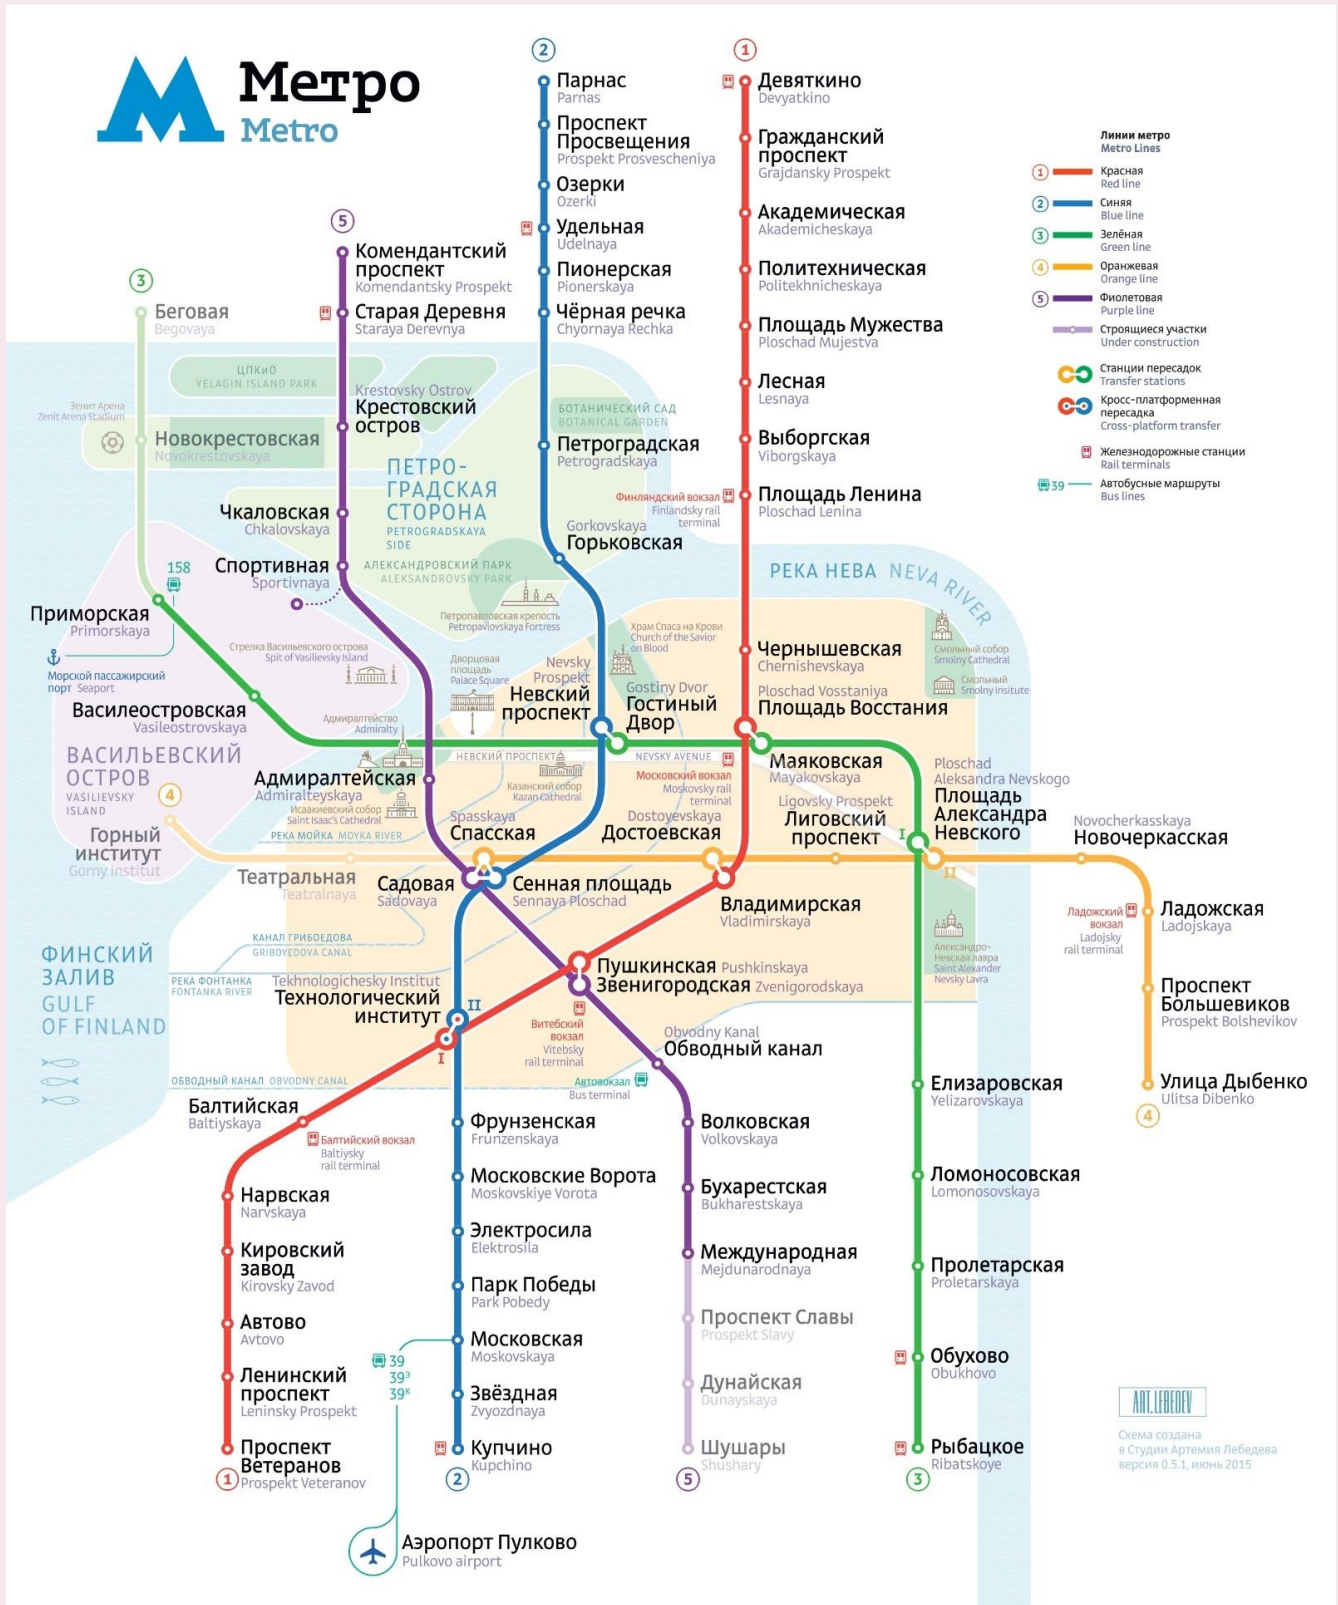 Метро
Metro
2
Парнас
Parnas
Проспект
Просвещения
Prospekt Prosvescheniya
Озерки
Ozerki
Удельная
Udelnaya
Пионерская
Pionerskaya
Чёрная речка
Chyornaya Rechka
1
Девяткино
Devyatkino
Гражданский
проспект
Grajdansky Prospekt
Академическая
Akademicheskaya
Политехническая
Politekhnicheskaya
Площадь Мужества
Ploschad Mujestva
Лесная
Lesnaya
Выборгская
Viborgskaya
Площадь Ленина
Ploschad Lenina
Финляндский вокзал
Finlandsky rail
terminal
Линии метро
Metro Lines
1
Красная
Red line
2
Синяя
Blue line
3
Зелёная
Green line
4
Оранжевая
Orange line
5
Фиолетовая
Purple line
Строящиеся участки
Under construction
Станции пересадок
Transfer stations
Кросс-платформенная
пересадка
Cross-platform transfer
Железнодорожные станции
Rail terminals
39
Автобусные маршруты
Bus lines
5
Комендантский
проспект
Komendantsky Prospekt
Старая Деревня
Staraya Derevnya
3
Беговая
Begovaya
ЦПКиО
YELAGIN ISLAND PARK
Зенит Арена
Zenit Arena Stadium
Новокрестовская
Novokrestovskaya
Krestovsky Ostrov
Крестовский
остров
БОТАНИЧЕСКИЙ САД
BOTANICAL GARDEN
Петроградская
Petrogradskaya
ПЕТРО-
ГРАДСКАЯ
СТОРОНА
PETROGRADSKAYA
SIDE
Чкаловская
Chkalovskaya
Спортивная
Sportivnaya
АЛЕКСАНДРОВСКИЙ ПАРК
ALEKSANDROVSKY PARK
Gorkovskaya
Горьковская
РЕКА НЕВА NEVA RIVER
158
Приморская
Primorskaya
Морской пассажирский
порт Seaport
Петропавловская крепость
Petropavlovskaya Fortress
Стрелка Васильевского острова
Spit of Vasilievsky Island
Василеостровская
Vasileostrovskaya
ВАСИЛЬЕВСКИЙ
ОСТРОВ
VASILIEVSKY
ISLAND
Дворцовая
площадь
Palace Square
Nevsky
Prospekt
Невский
проспект
Храм Спаса на Крови
Church of the Savior
on Blood
Gostiny Dvor
Гостиный
Двор
Чернышевская
Chernishevskaya
Ploschad Vosstaniya
Площадь Восстания
Смольный собор
Smolny Cathedral
Смольный
Smolny Insitute
Адмиралтейство
Admiralty
НЕВСКИЙ ПРОСПЕКТ
NEVSKY AVENUE
Адмиралтейская
Admiralteyskaya
Казанский собор
Kazan Cathedral
Московский вокзал
Moskovsky rail
terminal
Маяковская
Mayakovskaya
Исаакиевский собор
Saint Isaac's Cathedral
РЕКА МОЙКА MOYKA RIVER
Spasskaya
Спасская
Dostoyevskaya
Достоевская
Ligovsky Prospekt
Лиговский
проспект
Ploschad
Aleksandra Nevskogo
Площадь
Александра
Невского
I
II
Novocherkasskaya
Новочеркасская
4
Горный
институт
Gorny Institut
Театральная
Teatralnaya
Садовая
Sadovaya
Сенная площадь
Sennaya Ploschad
Владимирская
Vladimirskaya
Ладожский
вокзал
Ladojsky
rail terminal
Ладожская
Ladojskaya
Александро-
Невская лавра
Saint Alexander
Nevsky Lavra
Проспект
Большевиков
Prospekt Bolshevikov
Улица Дыбенко
Ulitsa Dibenko
4
ФИНСКИЙ
ЗАЛИВ
GULF
OF FINLAND
КАНАЛ ГРИБОЕДОВА
GRIBOYEDOVA CANAL
РЕКА ФОНТАНКА
FONTANKA RIVER
Tekhnologichesky Institut
Технологический
институт
II
I
Пушкинская Pushkinskaya
Звенигородская Zvenigorodskaya
Витебский
вокзал
Vitebsky
rail terminal
Obvodny Kanal
Обводный канал
ОБВОДНЫЙ КАНАЛ OBVODNY CANAL
Автовокзал
Bus terminal
Балтийская
Baltiyskaya
Балтийский вокзал
Baltiysky
rail terminal
Нарвская
Narvskaya
Кировский
завод
Kirovsky Zavod
Автово
Avtovo
Ленинский
проспект
Leninsky Prospekt
Проспект
Ветеранов
Prospekt Veteranov
1
Фрунзенская
Frunzenskaya
Московские Ворота
Moskovskiye Vorota
Электросила
Elektrosila
Парк Победы
Park Pobedy
Московская
Moskovskaya
39
39Э
39К
Звёздная
Zvyozdnaya
Купчино
Kupchino
2
Волковская
Volkovskaya
Бухарестская
Bukharestskaya
Международная
Mejdunarodnaya
Проспект Славы
Prospekt Slavy
Дунайская
Dunayskaya
Шушары
Shushary
5
Елизаровская
Yelizarovskaya
Ломоносовская
Lomonosovskaya
Пролетарская
Proletarskaya
Обухово
Obukhovo
Рыбацкое
Ribatskoye
3
Аэропорт Пулково
Pulkovo airport
ART.LEBEDEV
Схема создана
в Студии Артемия Лебедева
версия 0.5.1, июнь 2015